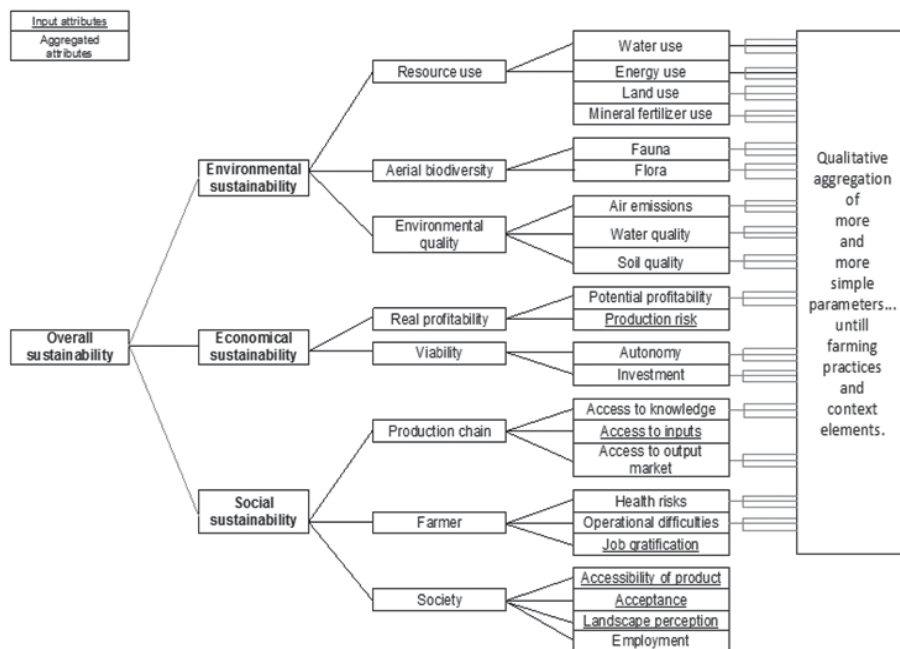 Input attributes
Aggregated
attributes
Overall
sustainability
Environmental
sustainability
Economical
sustainability
Social
sustainability
Resource use
Aerial biodiversity
Environmental
quality
Real profitability
Viability
Production chain
Farmer
Society
Water use
Energy use
Land use
Mineral fertilizer use
Fauna
Flora
Air emissions
Water quality
Soil quality
Potential profitability
Production risk
Autonomy
Investment
Access to knowledge
Access to inputs
Access to output
market
Health risks
Operational difficulties
Job gratification
Accessibility of product
Acceptance
Landscape perception
Employment
Qualitative
aggregation
of
more
and
more
simple
parameters...
untill
farming
practices
and
context
elements.